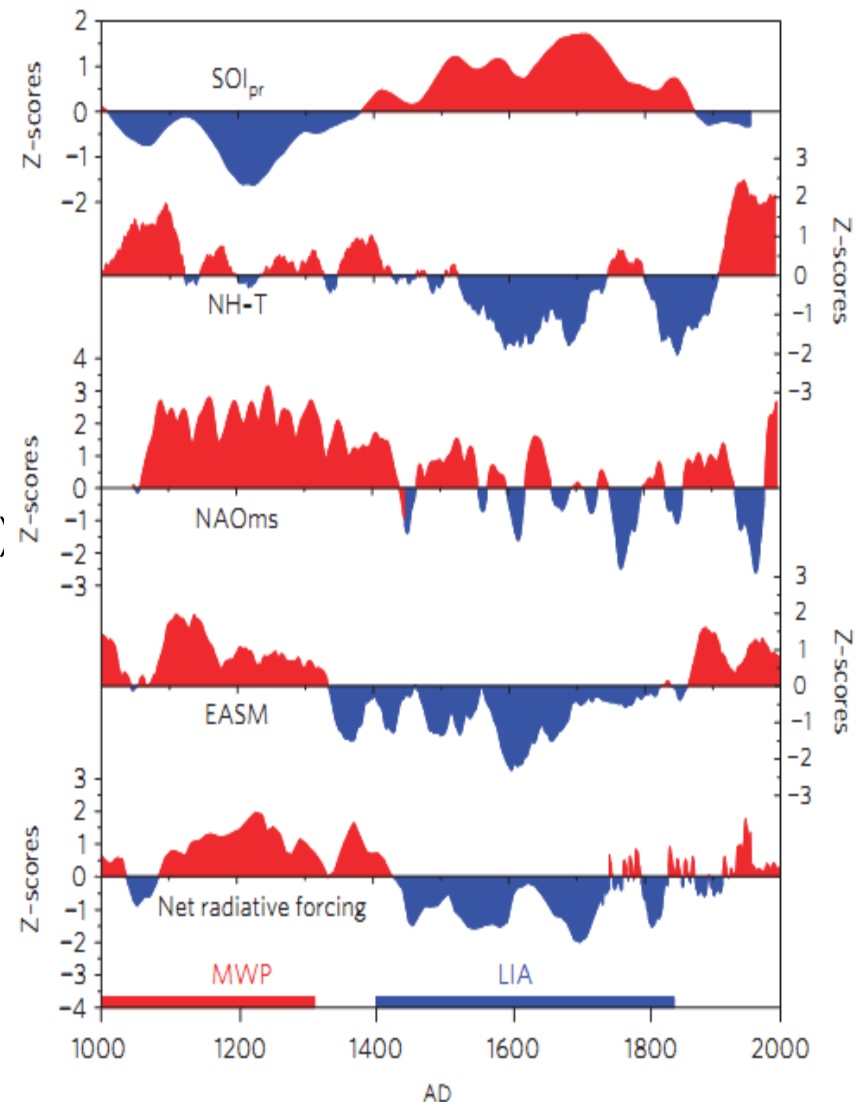 2
1
0
−1
−2
Z-scores
SOIpr
3
2
1
0
−1
−2
−3
Z-scores
NH-T
4
3
2
1
0
−1
−2
−3
Z-scores
NAOms
)
3
2
1
0
−1
−2
−3
Z-scores
EASM
3
2
1
0
−1
−2
−3
−4
Z-scores
Net radiative forcing
MWP LIA
1000 1200 1400 1600 1800 2000
AD